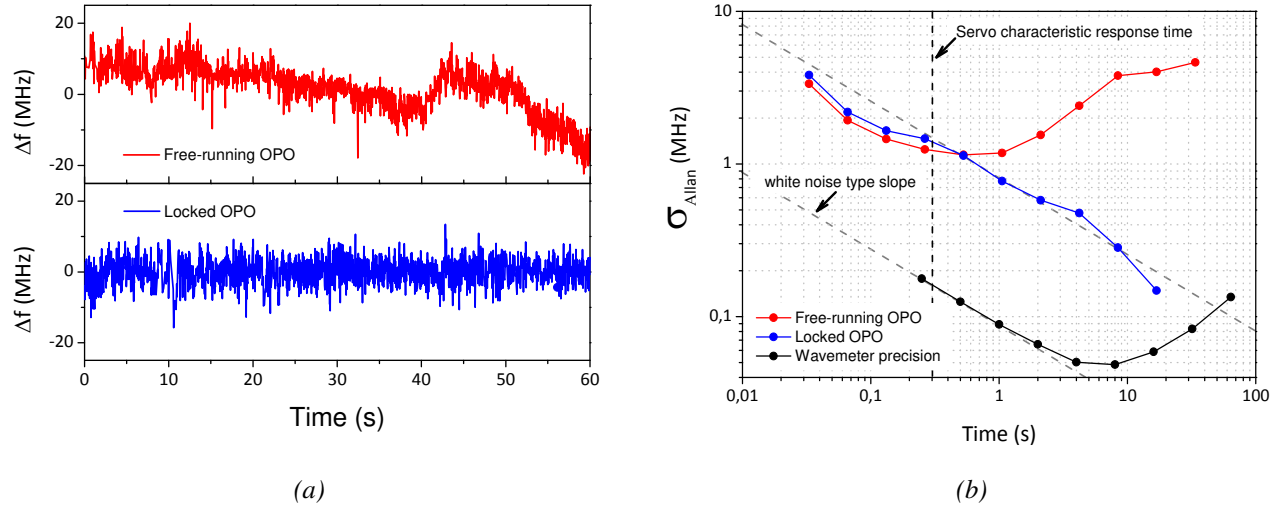 20
0
-20
Δf (MHz)
Free-running OPO
20
0
-20
Δf (MHz)
Locked OPO
0 10 20 30 40 50 60
Time (s)
(a)
10
1
0,1
σAllan (MHz)
Servo characteristic response time
white noise type slope
Free-running OPO
Locked OPO
Wavemeter precision
0,01 0,1 1 10 100
Time (s)
(b)